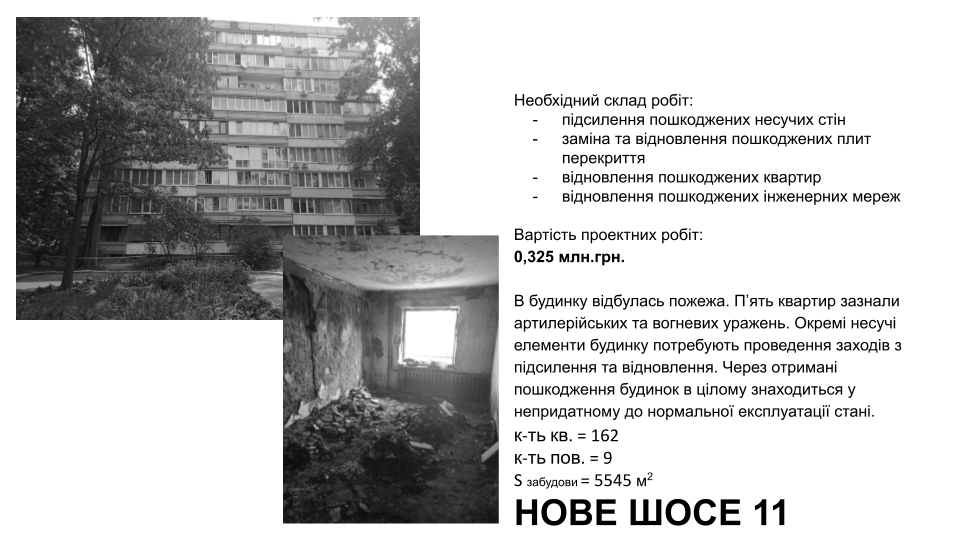 Необхідний склад робіт:
- підсилення пошкоджених несучих стін
- заміна та відновлення пошкоджених плит
перекриття
- відновлення пошкоджених квартир
- відновлення пошкоджених інженерних мереж
Вартість проектних робіт:
0,325 млн.грн.
В будинку відбулась пожежа. П’ять квартир зазнали
артилерійських та вогневих уражень. Окремі несучі
елементи будинку потребують проведення заходів з
підсилення та відновлення. Через отримані
пошкодження будинок в цілому знаходиться у
непридатному до нормальної експлуатації стані.
к-ть кв. = 162
к-ть пов. = 9
S забудови = 5545 м²
НОВЕ ШОСЕ 11